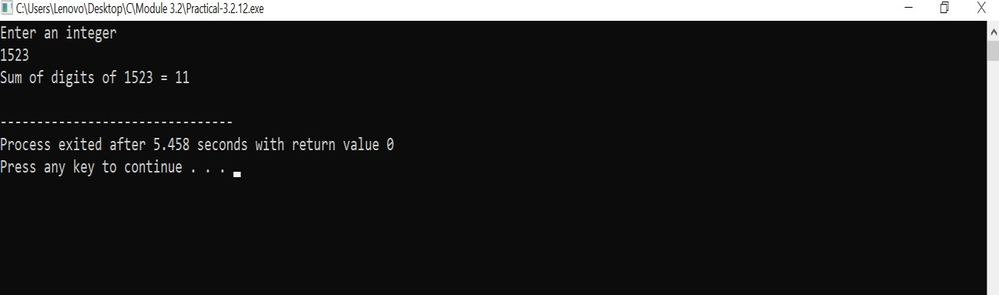 C:\Users\Lenovo\Desktop\C\Module 3.2\Practical-3.2.12.exe
Enter an integer
1523
Sum of digits of 1523 = 11
--------------------------------
Process exited after 5.458 seconds with return value 0
Press any key to continue . . .